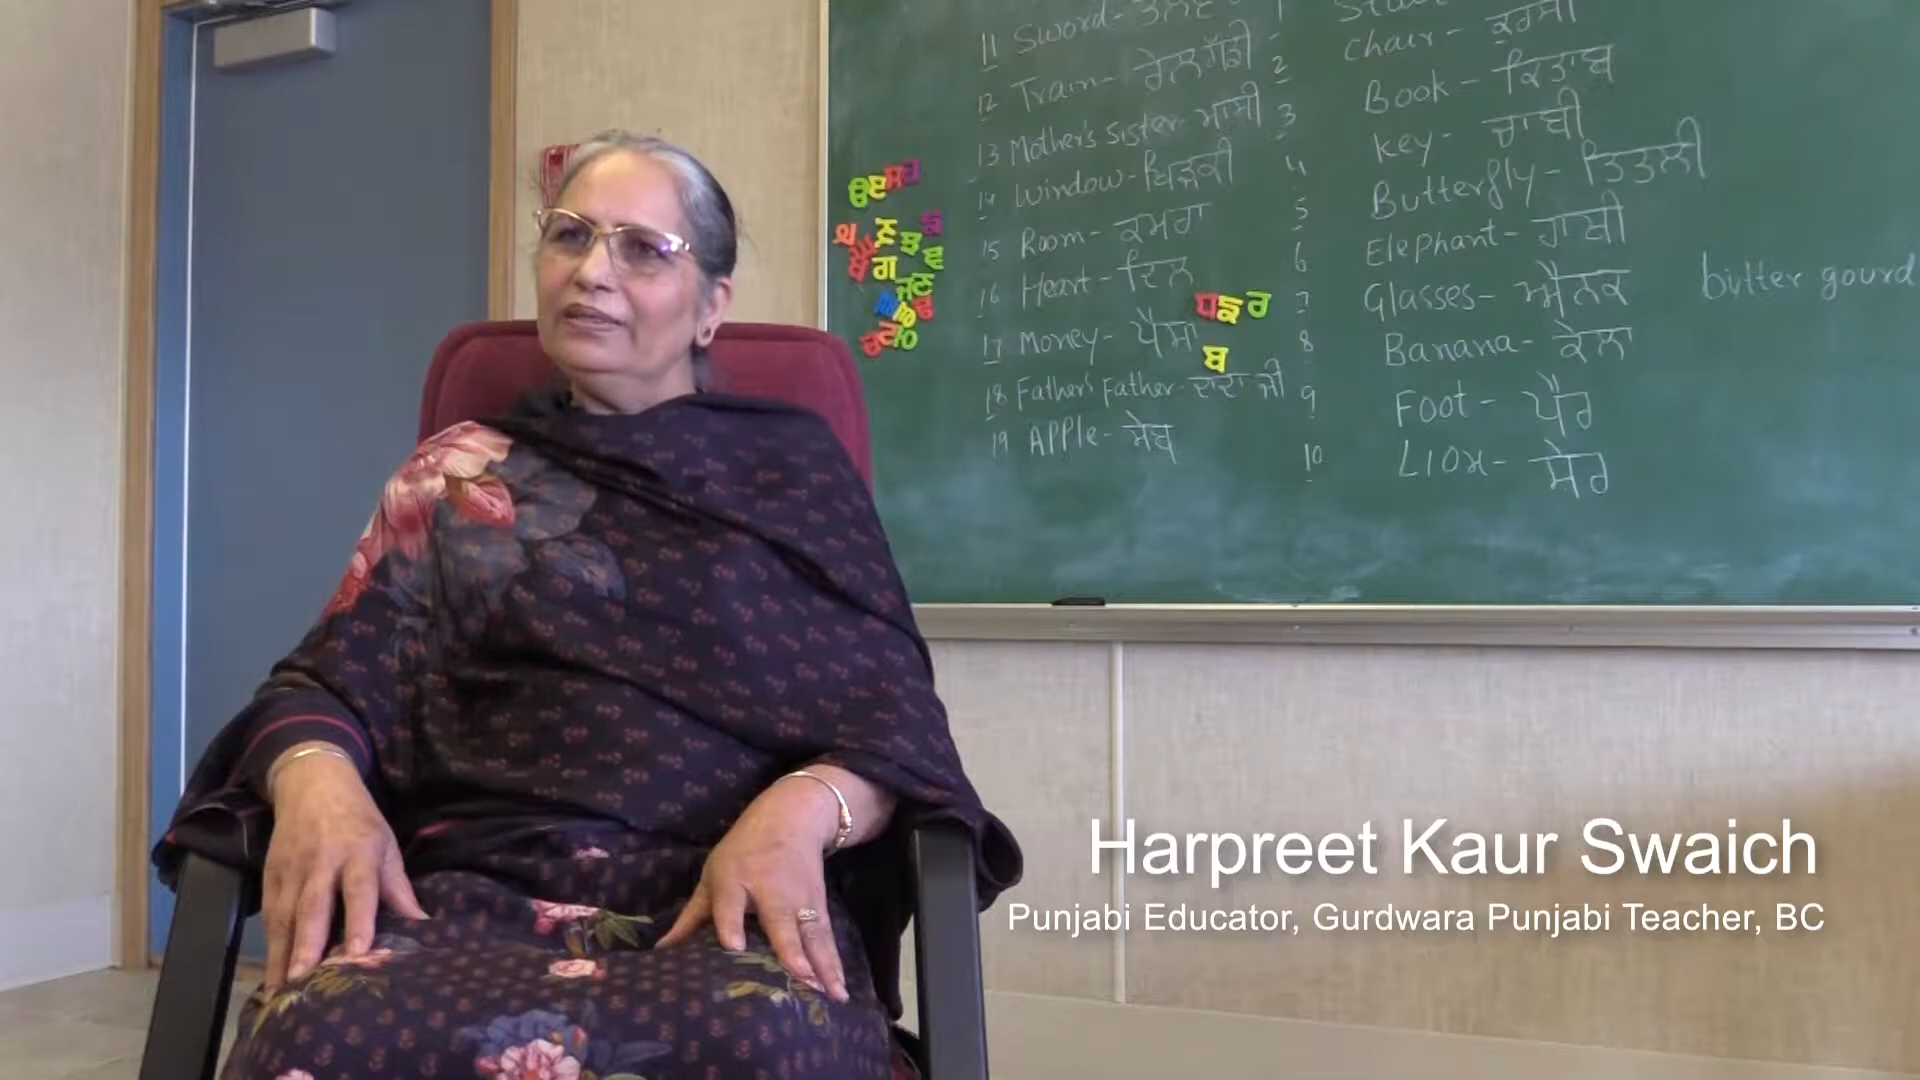 11 Sword-
12 Train- ਰੇਲਗੱਡੀ
13 Mother's sister- ਮਾਸੀ
14 Window- ਖਿੜਕੀ
15 Room- ਕਮਰਾ
16 Heart- ਦਿਲ
17 Money- ਪੈਸਾ
18 Father's Father- ਦਾਦਾ ਜੀ
19 APPle- ਸੇਬ
1
2 Chair- ਕੁਰਸੀ
3 Book- ਕਿਤਾਬ
4 Key- ਚਾਬੀ
5 Butterfly- ਤਿਤਲੀ
6 Elephant- ਹਾਥੀ
7 Glasses- ਐਨਕ
8 Banana- ਕੇਲਾ
9 Foot- ਪੈਰ
10 Lion- ਸ਼ੇਰ
bitter gourd
ੳ ੲ ਸ ਹ
ਬ
Harpreet Kaur Swaich
Punjabi Educator, Gurdwara Punjabi Teacher, BC